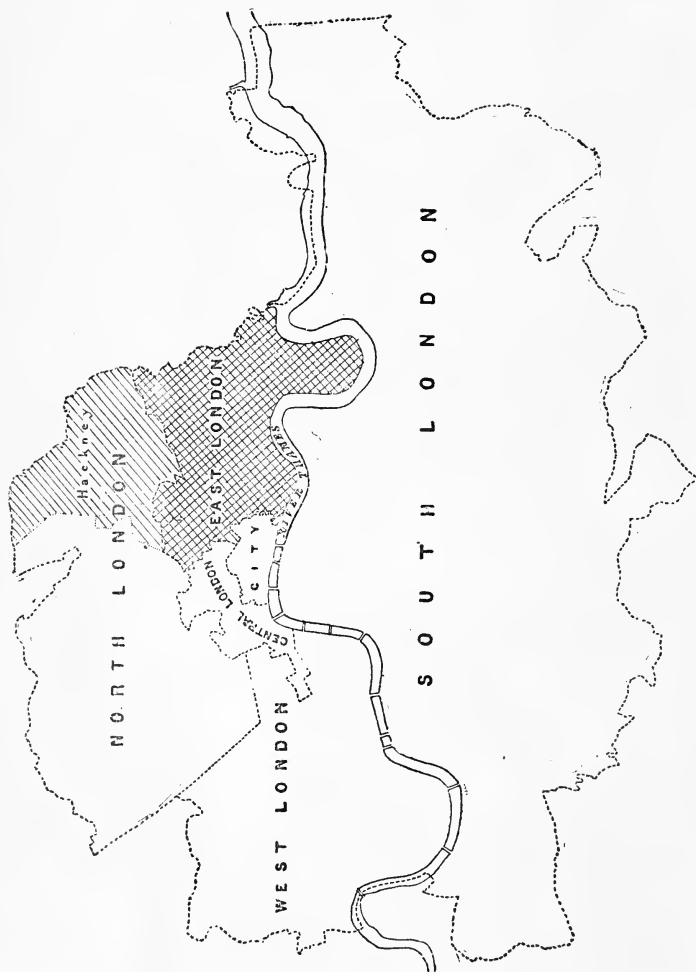 NORTH LONDON
Hackney
EAST LONDON
CENTRAL LONDON
CITY
WEST LONDON
RIVER THAMES
SOUTH LONDON